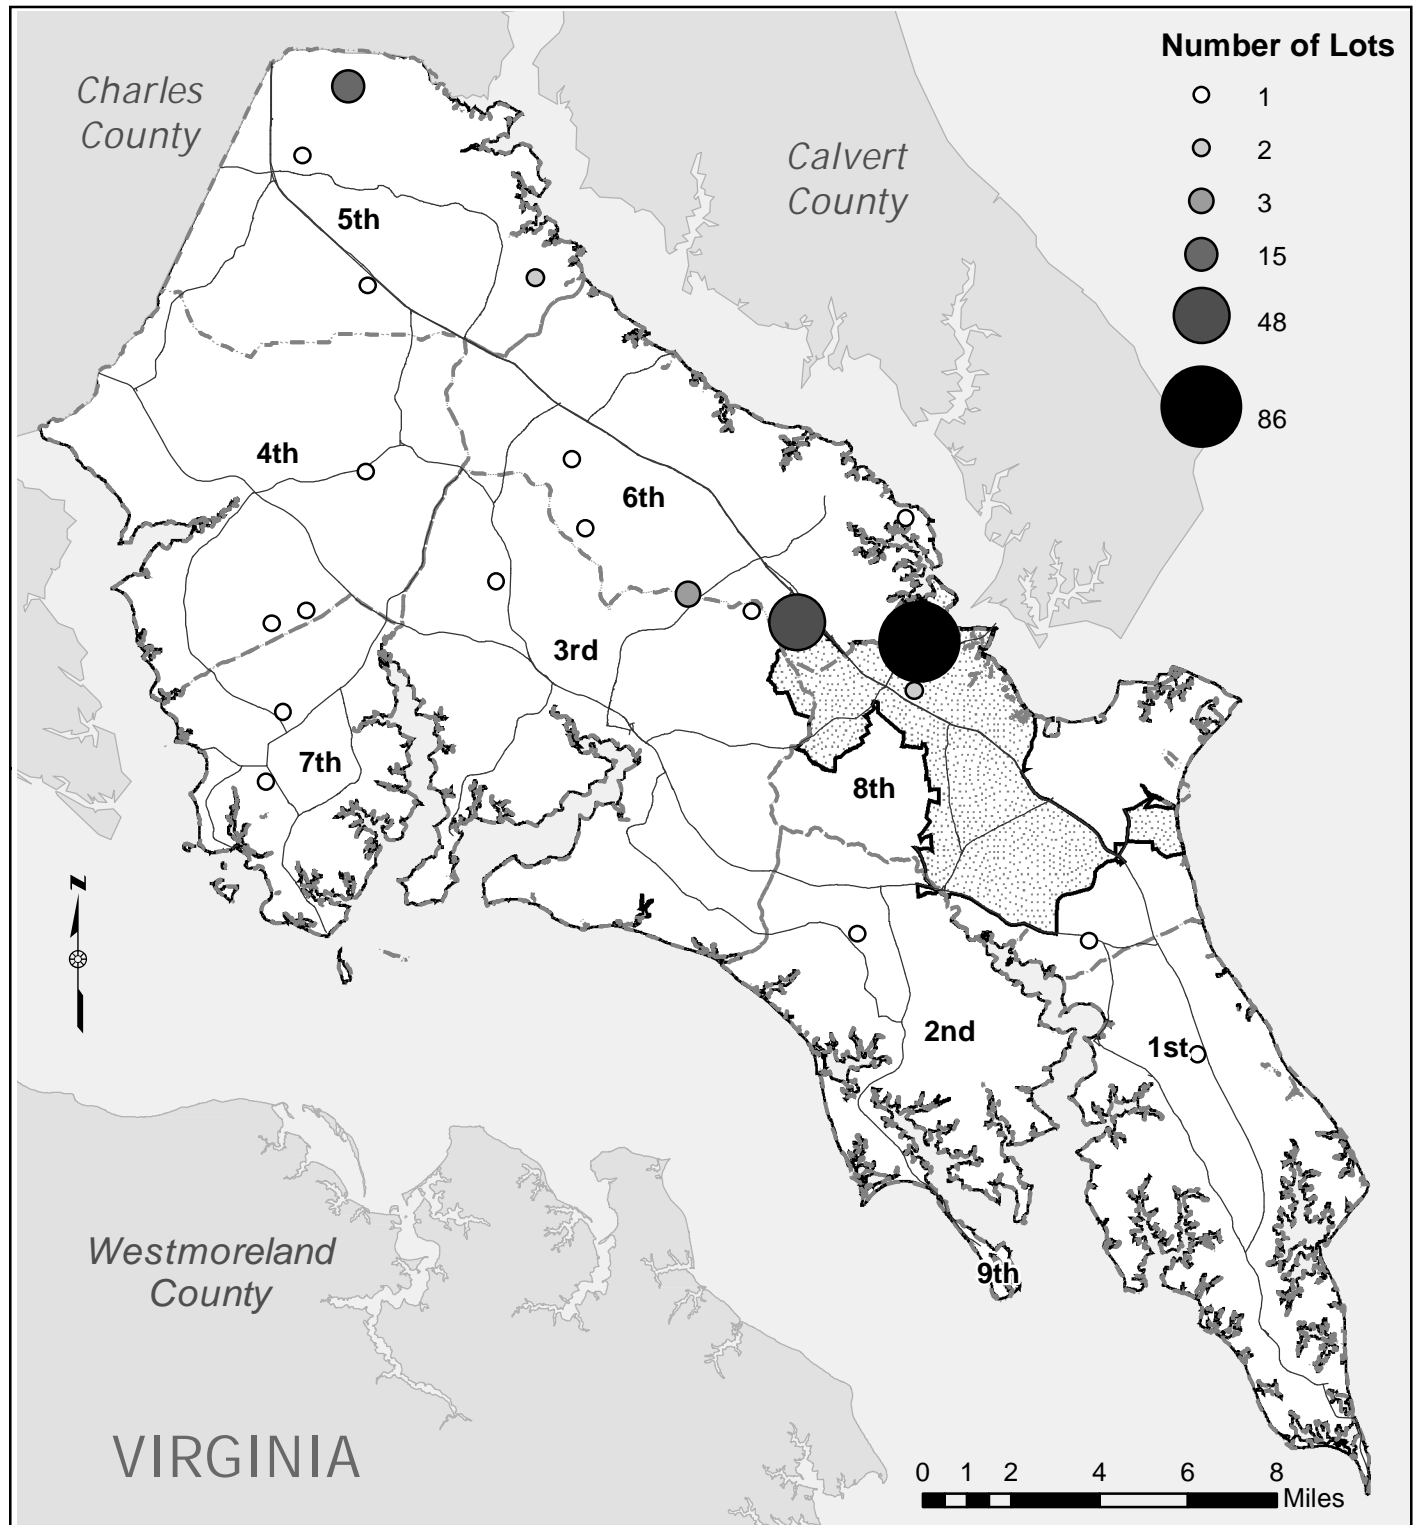 Number of Lots
1
2
3
15
48
86
Charles
County
Calvert
County
5th
4th
6th
3rd
7th
8th
N
2nd
1st
9th
Westmoreland
County
VIRGINIA
0 1 2 4 6 8
Miles